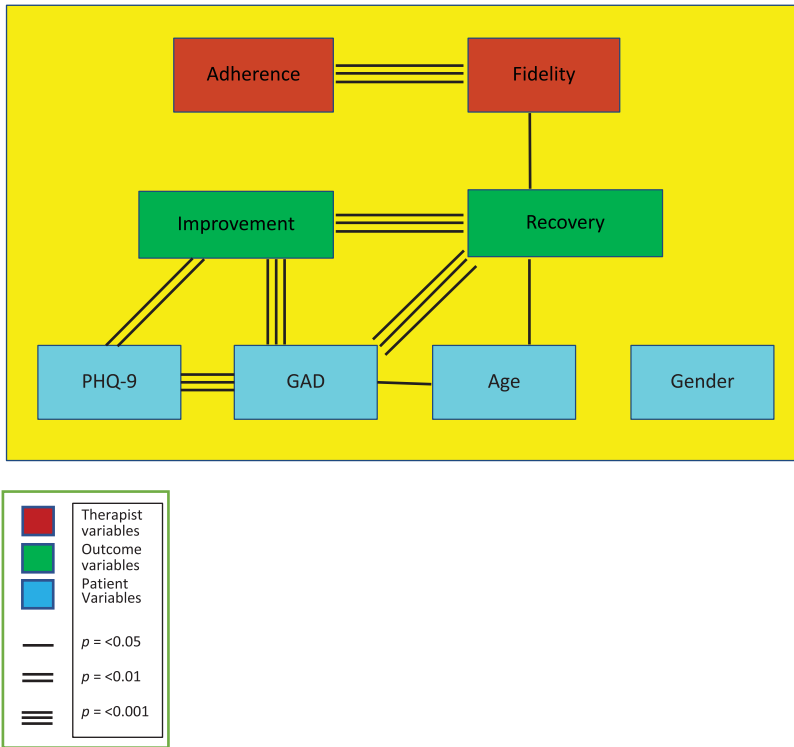 Adherence
Fidelity
Improvement
Recovery
PHQ-9
GAD
Age
Gender
Therapist
variables
Outcome
variables
Patient
Variables
p = <0.05
p = <0.01
p = <0.001